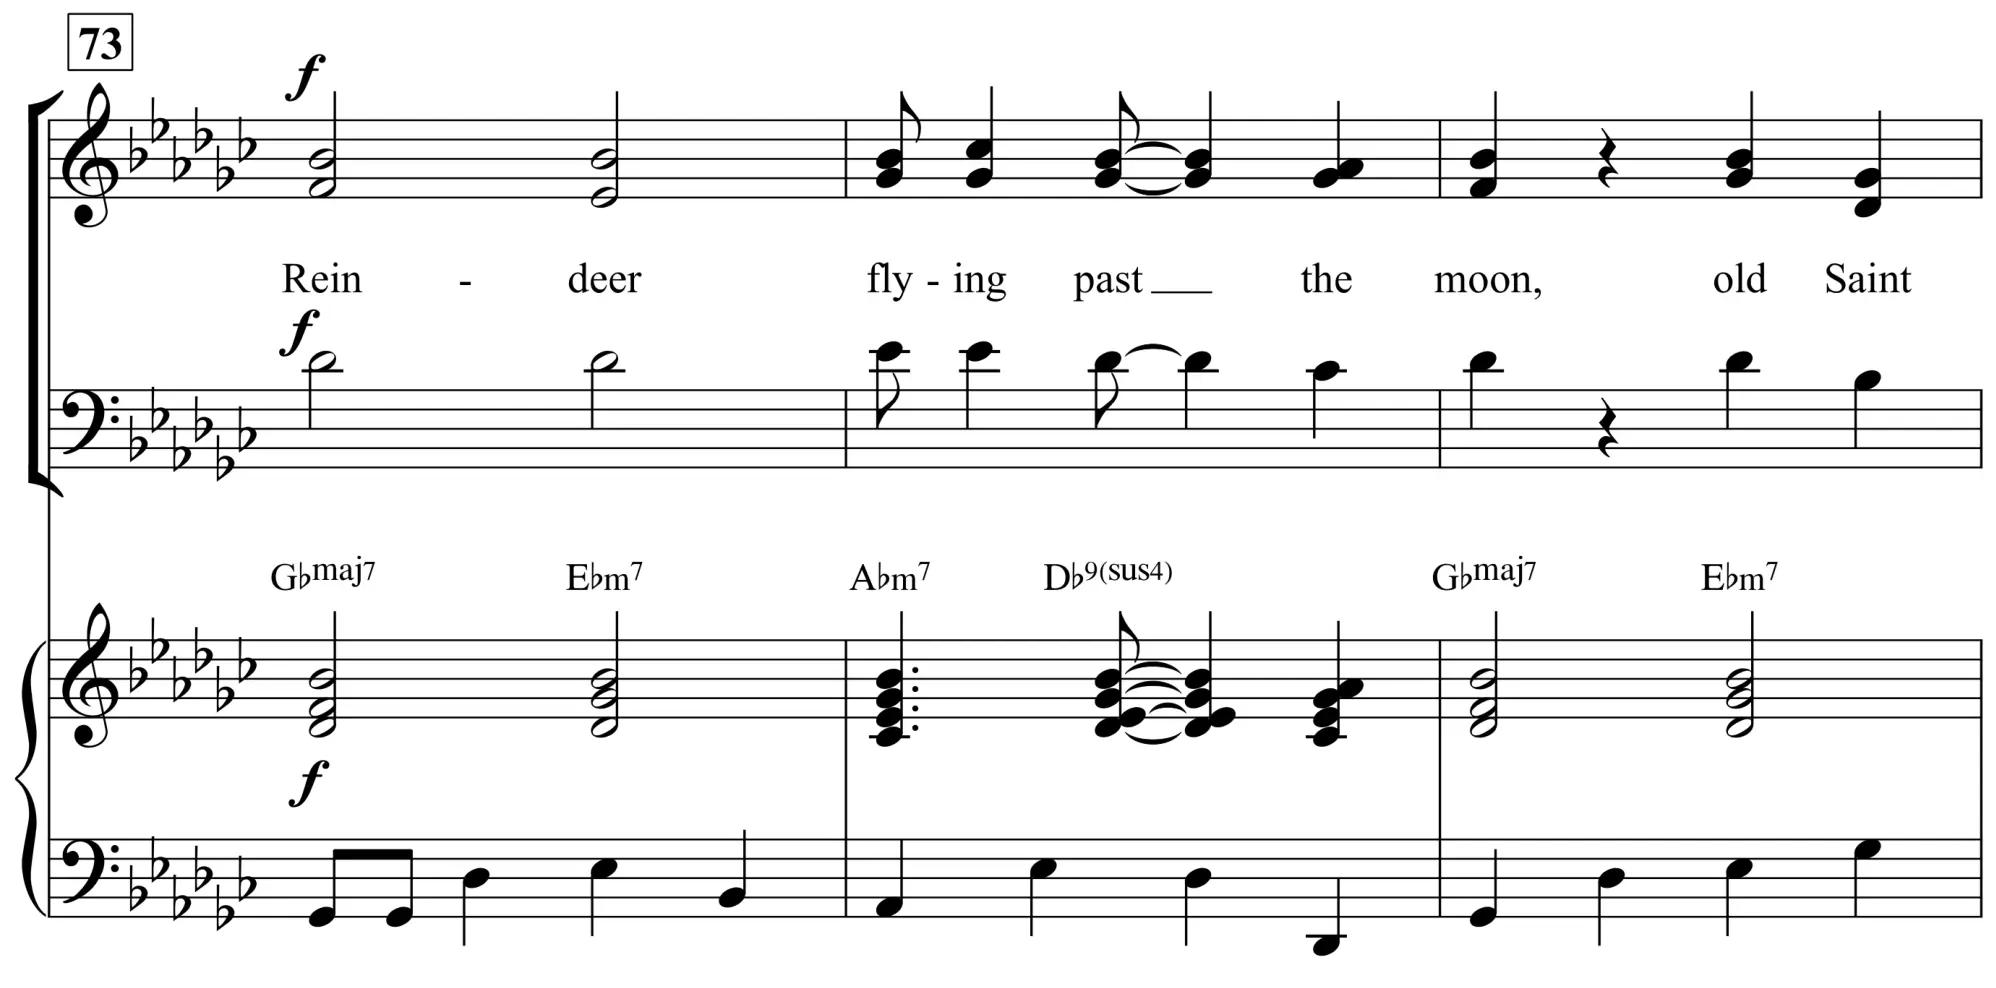 73
f
Rein - deer fly - ing past the moon, old Saint
f
G♭maj7 E♭m7 A♭m7 D♭9(sus4) G♭maj7 E♭m7
f